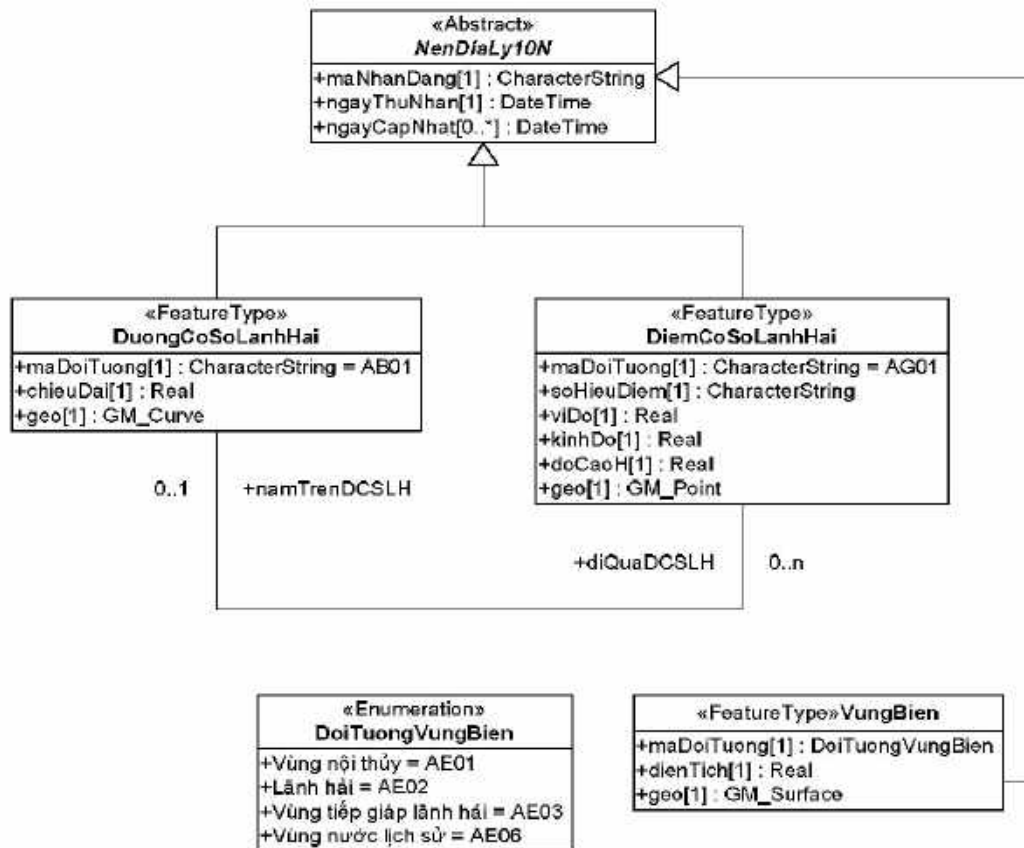 «Abstract»
NenDiaLy10N
+maNhanDang[1] : CharacterString
+ngayThuNhan[1] : DateTime
+ngayCapNhat[0..*] : DateTime
«FeatureType»
DuongCoSoLanhHai
+maDoiTuong[1] : CharacterString = AB01
+chieuDai[1] : Real
+geo[1] : GM_Curve
«FeatureType»
DiemCoSoLanhHai
+maDoiTuong[1] : CharacterString = AG01
+soHieuDiem[1] : CharacterString
+viDo[1] : Real
+kinhDo[1] : Real
+doCaoH[1] : Real
+geo[1] : GM_Point
0..1 +namTrenDCSLH
+diQuaDCSLH 0..n
«Enumeration»
DoiTuongVungBien
+Vùng nội thủy = AE01
+Lãnh hải = AE02
+Vùng tiếp giáp lãnh hải = AE03
+Vùng nước lịch sử = AE06
«FeatureType» VungBien
+maDoiTuong[1] : DoiTuongVungBien
+dienTich[1] : Real
+geo[1] : GM_Surface